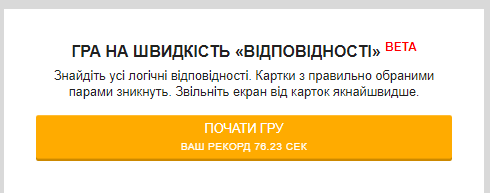 ГРА НА ШВИДКІСТЬ «ВІДПОВІДНОСТІ» BETA
Знайдіть усі логічні відповідності. Картки з правильно обраними
парами зникнуть. Звільніть екран від карток якнайшвидше.
ПОЧАТИ ГРУ
ВАШ РЕКОРД 76.23 СЕК